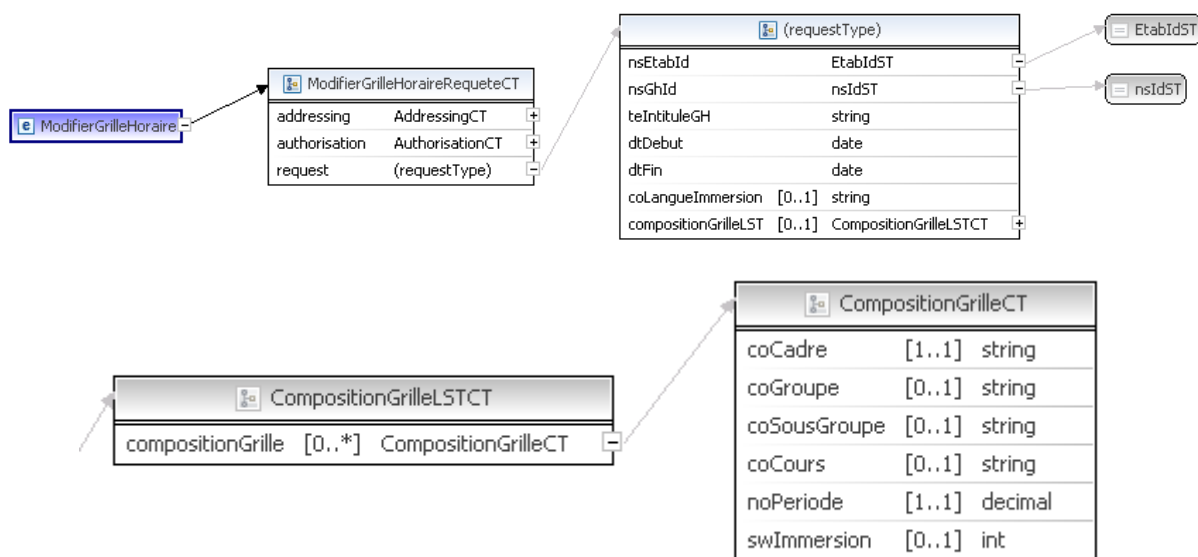 (requestType)
EtabIdST
nsEtabId EtabIdST
nsGhId nsIdST
nsIdST
teIntituleGH string
dtDebut date
dtFin date
coLangueImmersion [0..1] string
compositionGrilleLST [0..1] CompositionGrilleLSTCT
ModifierGrilleHoraireRequeteCT
addressing AddressingCT
authorisation AuthorisationCT
request (requestType)
ModifierGrilleHoraire
CompositionGrilleCT
coCadre [1..1] string
coGroupe [0..1] string
coSousGroupe [0..1] string
coCours [0..1] string
noPeriode [1..1] decimal
swImmersion [0..1] int
CompositionGrilleLSTCT
compositionGrille [0..*] CompositionGrilleCT